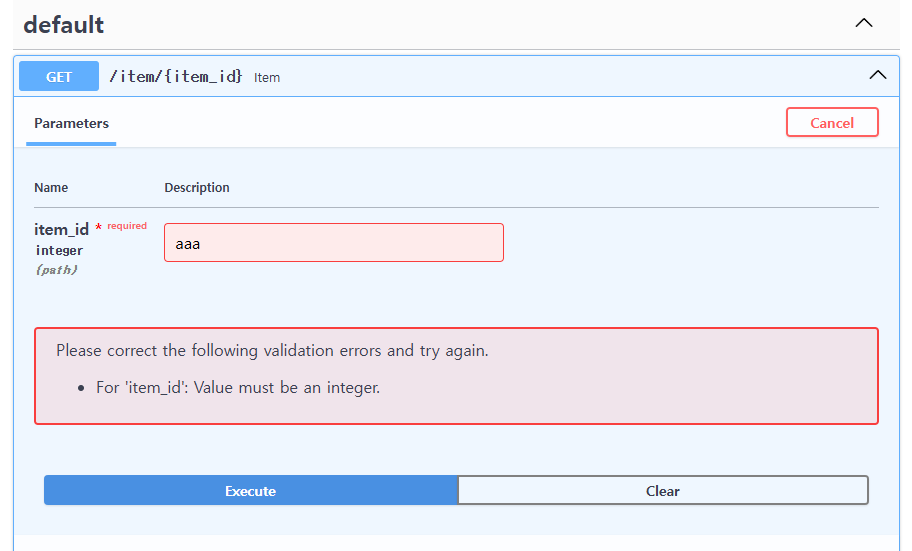 default
GET /item/{item_id} Item
Parameters
Cancel
Name Description
item_id * required
integer
(path)
aaa
Please correct the following validation errors and try again.
• For 'item_id': Value must be an integer.
Execute Clear